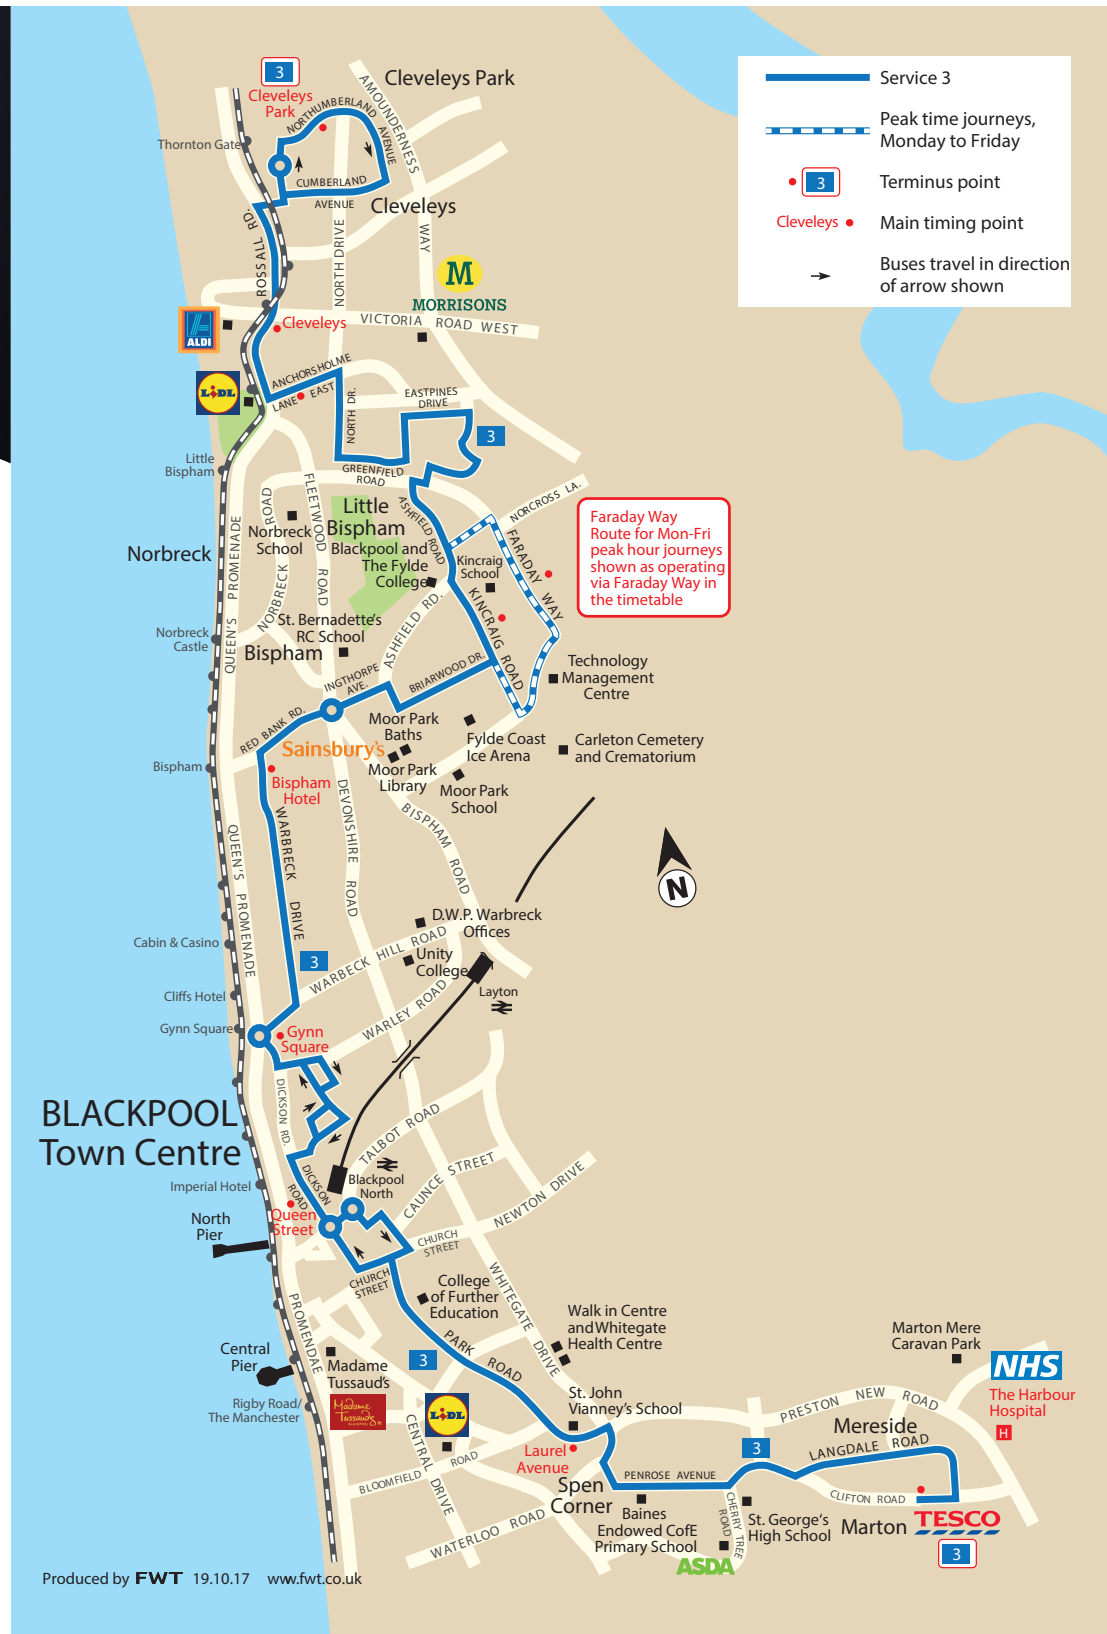 3
Cleveleys
Park
Cleveleys Park
AMOUNDERNESS
WAY
NORTHUMBERLAND
AVENUE
Thornton Gate
CUMBERLAND
AVENUE
Cleveleys
ROSSALL RD.
NORTH DRIVE
M
MORRISONS
ALDI
Cleveleys
VICTORIA ROAD WEST
LIDL
ANCHORSHOLME
LANE EAST
NORTH DR.
EASTPINES
DRIVE
3
Little
Bispham
GREENFIELD
ROAD
Service 3
Peak time journeys,
Monday to Friday
3
Terminus point
Cleveleys
Main timing point
Buses travel in direction
of arrow shown
FLEETWOOD
ROAD
NORBRECK ROAD
Little
Bispham
ASHFIELD ROAD
NORCROSS LA.
Norbreck
School
Norbreck
QUEEN'S PROMENADE
Blackpool and
The Fylde
College
Kincraig
School
FARADAY WAY
Faraday Way
Route for Mon-Fri
peak hour journeys
shown as operating
via Faraday Way in
the timetable
KINCRAIG ROAD
ASHFIELD RD.
St. Bernadette's
RC School
Norbreck
Castle
Bispham
INGTHORPE
AVE.
BRIARWOOD DR.
Technology
Management
Centre
RED BANK RD.
Sainsbury's
Moor Park
Baths
Fylde Coast
Ice Arena
Carleton Cemetery
and Crematorium
Bispham
Bispham
Hotel
Moor Park
Library
Moor Park
School
WARBRECK
DRIVE
DEVONSHIRE
ROAD
BISPHAM
ROAD
QUEEN'S PROMENADE
N
D.W.P. Warbreck
Offices
Cabin & Casino
3
WARBECK HILL ROAD
Unity
College
Layton
Cliffs Hotel
WARLEY ROAD
Gynn Square
Gynn
Square
DICKSON RD.
BLACKPOOL
Town Centre
TALBOT ROAD
Imperial Hotel
DICKSON
ROAD
Blackpool
North
CAUNCE STREET
NEWTON DRIVE
North
Pier
Queen
Street
CHURCH
STREET
CHURCH
STREET
WHITEGATE DRIVE
PROMENDAE
College
of Further
Education
Central
Pier
PARK ROAD
3
Walk in Centre
and Whitegate
Health Centre
Marton Mere
Caravan Park
NHS
The Harbour
Hospital
H
Madame
Tussaud's
Madame
Tussauds
LIDL
St. John
Vianney's School
PRESTON NEW ROAD
Mereside
Rigby Road/
The Manchester
CENTRAL DRIVE
Laurel
Avenue
3
LANGDALE ROAD
BLOOMFIELD ROAD
Spen
Corner
PENROSE AVENUE
CLIFTON ROAD
WATERLOO ROAD
Baines
Endowed CofE
Primary School
CHERRY TREE
ROAD
St. George's
High School
Marton
TESCO
ASDA
3
Produced by FWT 19.10.17 www.fwt.co.uk